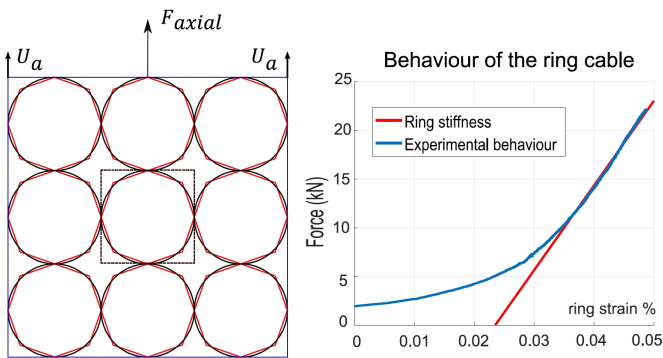 F_axial
U_a
U_a
Behaviour of the ring cable
25
20
15
10
5
0
Force (kN)
Ring stiffness
Experimental behaviour
ring strain %
0
0.01
0.02
0.03
0.04
0.05